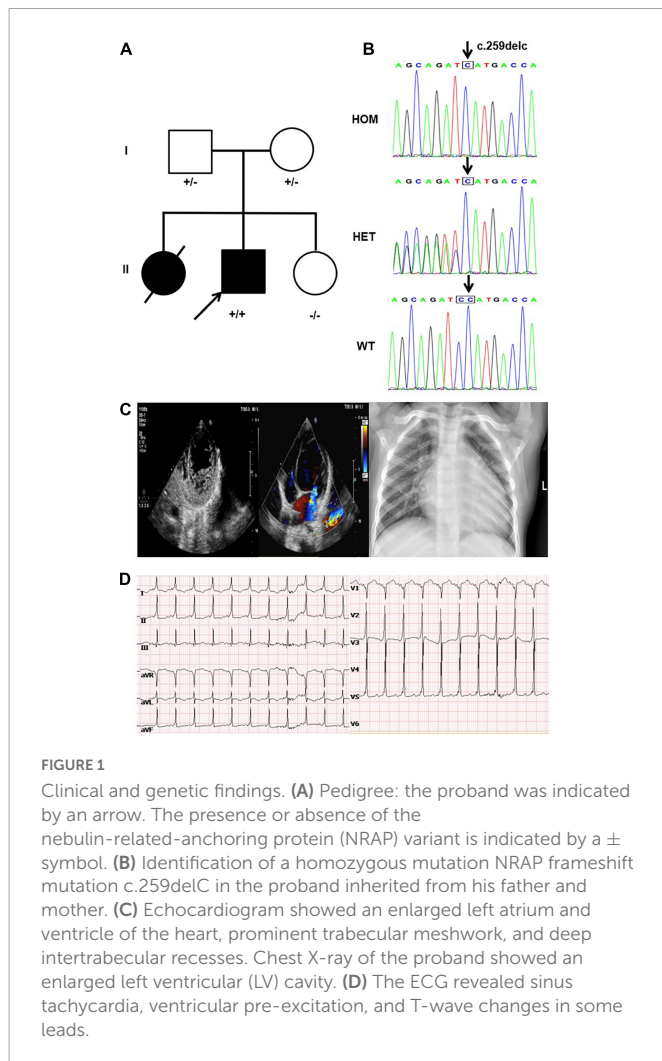 A
B
c.259delc
A G C A G A T C A T G A C C A
HOM
I
+/-
+/-
A G C A G A T C A T G A C C A
HET
II
+/+
-/-
A G C A G A T C C A T G A C C A
WT
C
L
D
I
II
III
aVR
aVL
aVF
V1
V2
V3
V4
V5
V6
FIGURE 1
Clinical and genetic findings. (A) Pedigree: the proband was indicated
by an arrow. The presence or absence of the
nebulin-related-anchoring protein (NRAP) variant is indicated by a ±
symbol. (B) Identification of a homozygous mutation NRAP frameshift
mutation c.259delC in the proband inherited from his father and
mother. (C) Echocardiogram showed an enlarged left atrium and
ventricle of the heart, prominent trabecular meshwork, and deep
intertrabecular recesses. Chest X-ray of the proband showed an
enlarged left ventricular (LV) cavity. (D) The ECG revealed sinus
tachycardia, ventricular pre-excitation, and T-wave changes in some
leads.